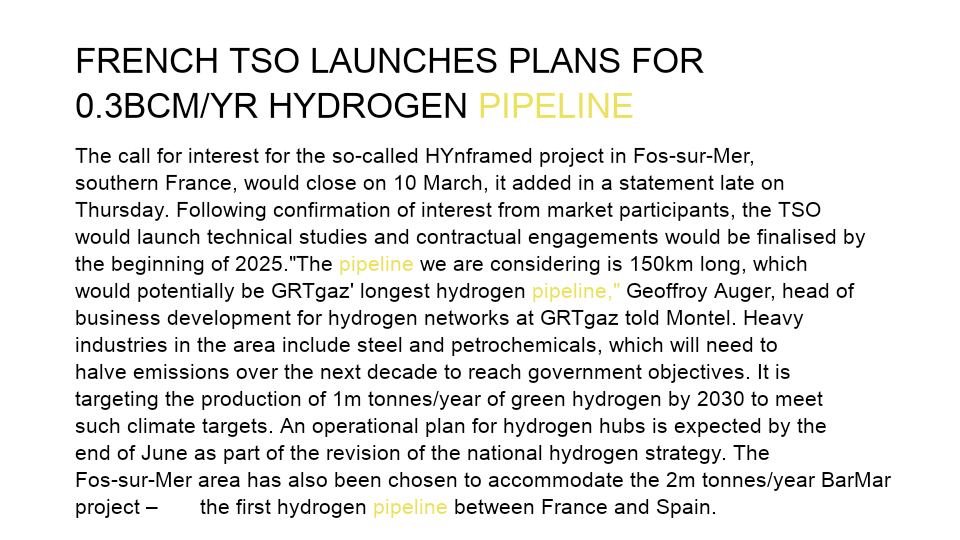 FRENCH TSO LAUNCHES PLANS FOR
0.3BCM/YR HYDROGEN PIPELINE
The call for interest for the so-called HYnframed project in Fos-sur-Mer,
southern France, would close on 10 March, it added in a statement late on
Thursday. Following confirmation of interest from market participants, the TSO
would launch technical studies and contractual engagements would be finalised by
the beginning of 2025."The pipeline we are considering is 150km long, which
would potentially be GRTgaz' longest hydrogen pipeline," Geoffroy Auger, head of
business development for hydrogen networks at GRTgaz told Montel. Heavy
industries in the area include steel and petrochemicals, which will need to
halve emissions over the next decade to reach government objectives. It is
targeting the production of 1m tonnes/year of green hydrogen by 2030 to meet
such climate targets. An operational plan for hydrogen hubs is expected by the
end of June as part of the revision of the national hydrogen strategy. The
Fos-sur-Mer area has also been chosen to accommodate the 2m tonnes/year BarMar
project – the first hydrogen pipeline between France and Spain.